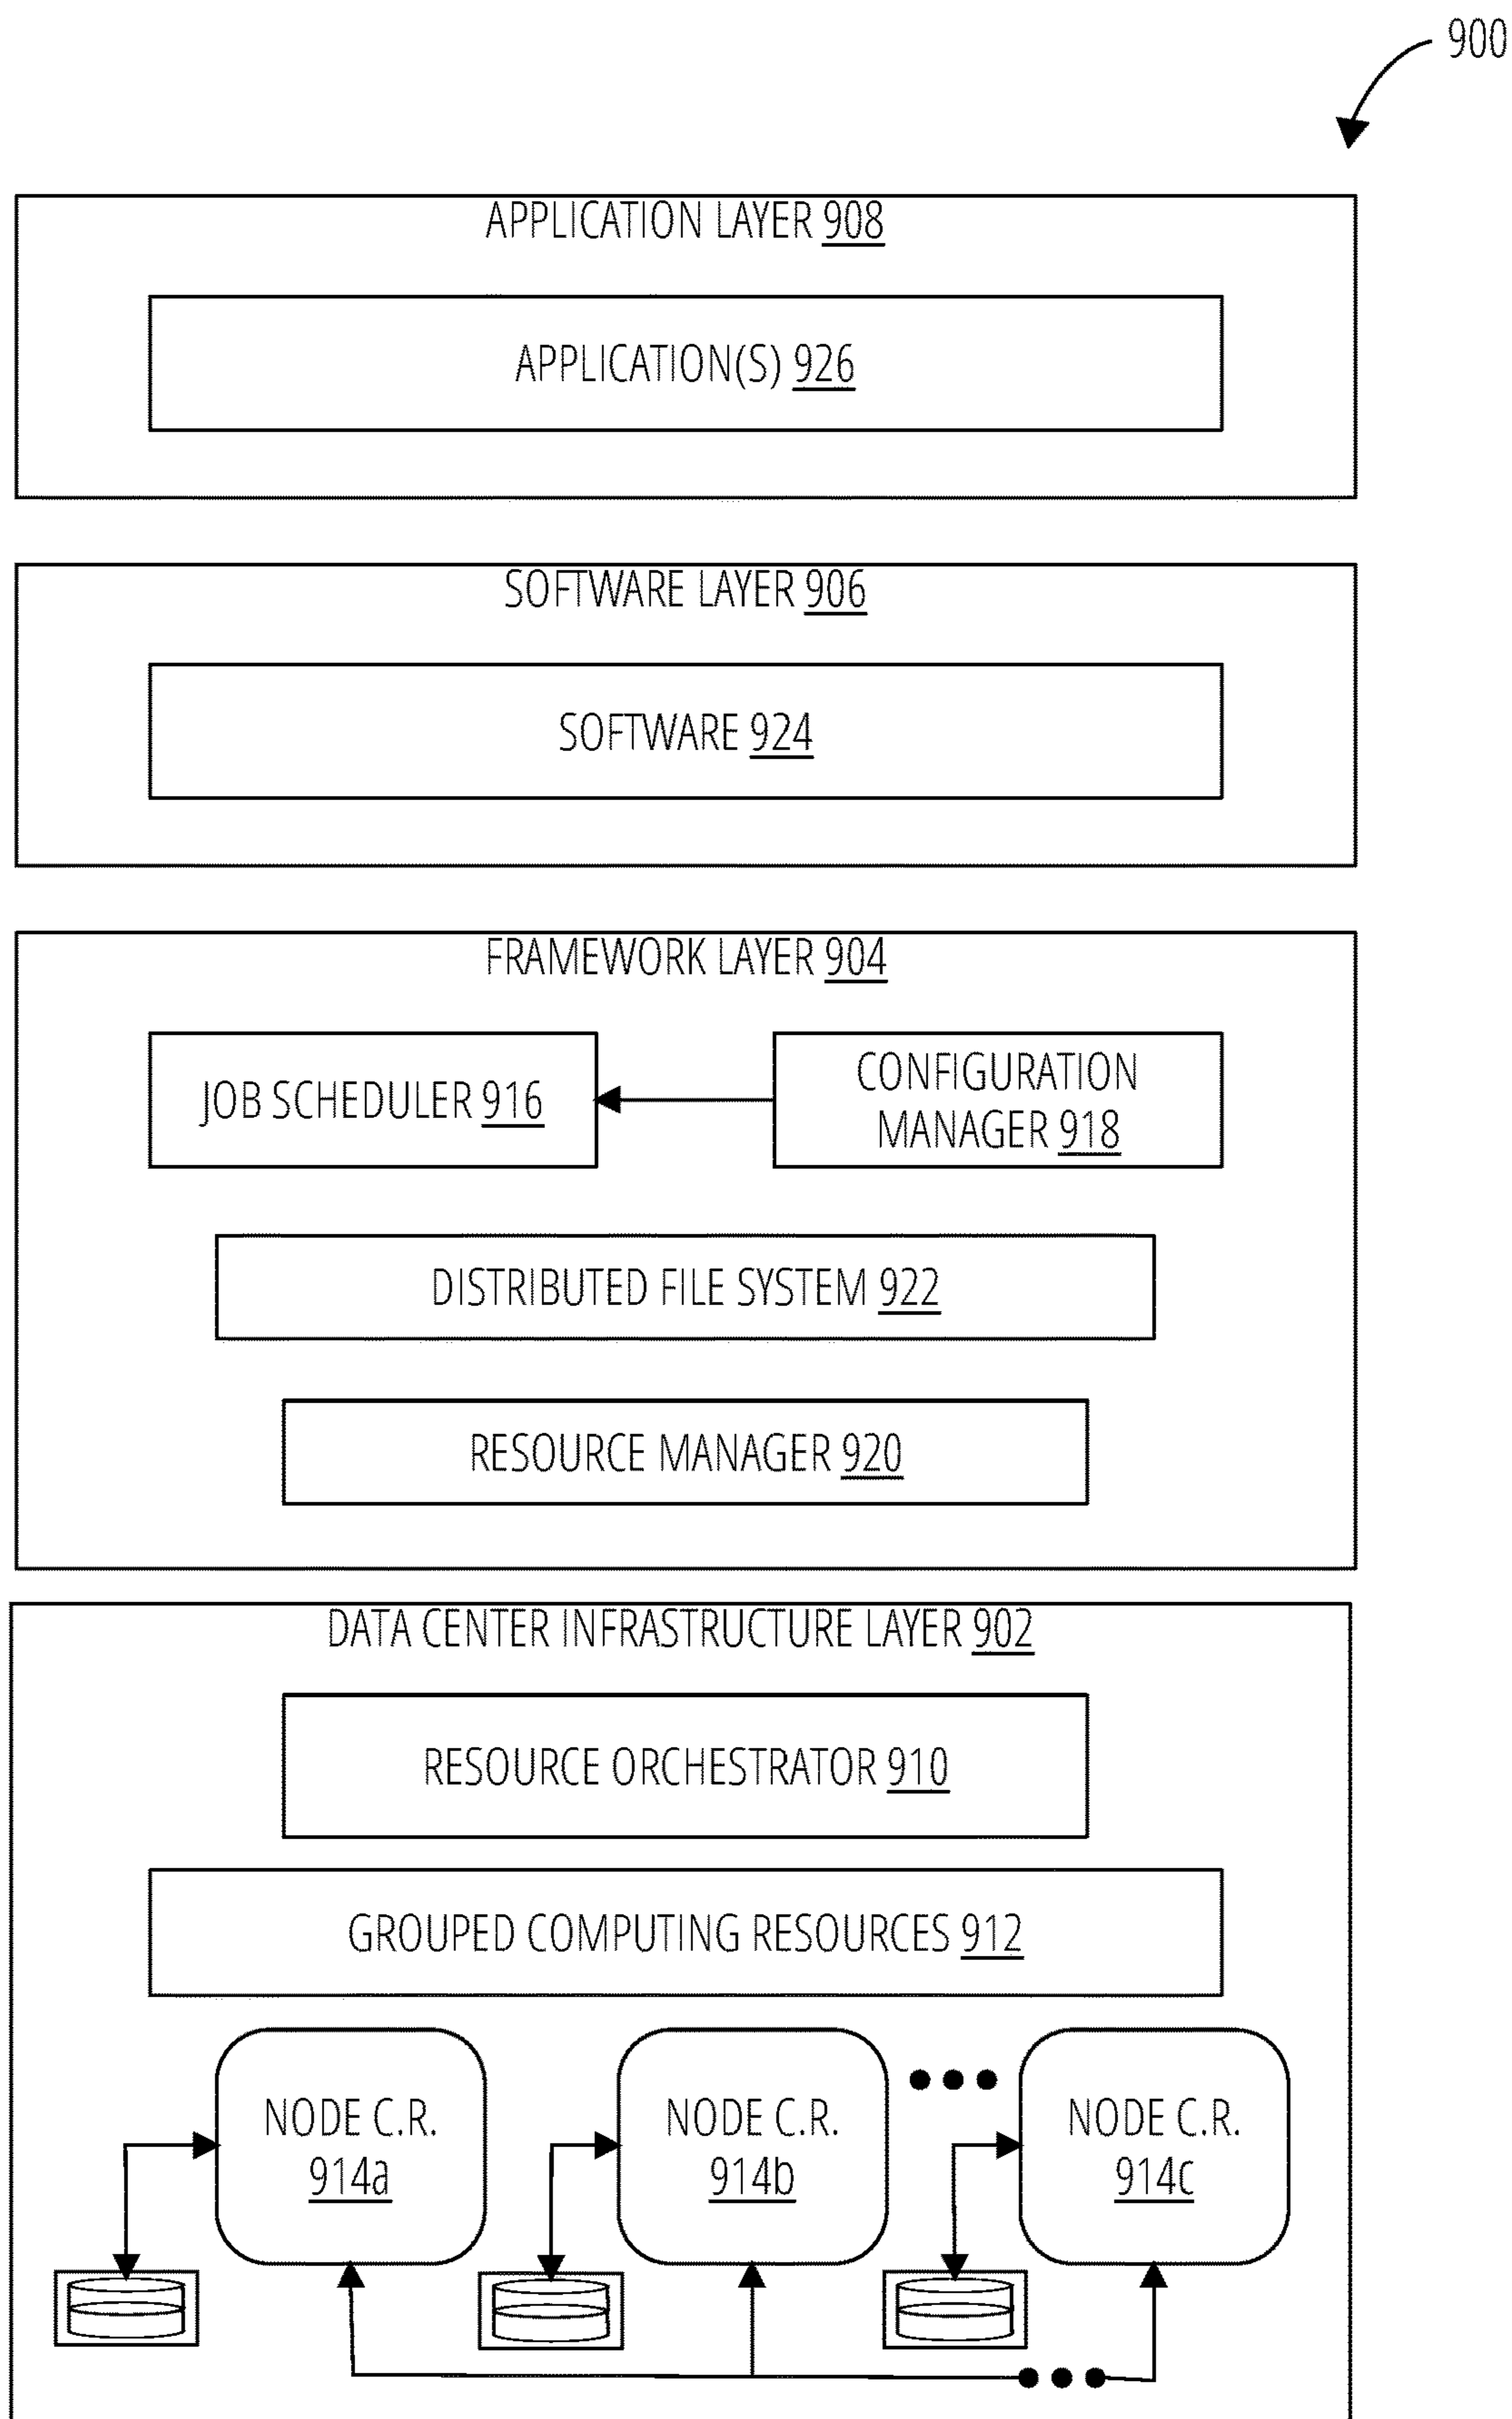 900
APPLICATION LAYER 908
APPLICATION(S) 926
SOFTWARE LAYER 906
SOFTWARE 924
FRAMEWORK LAYER 904
JOB SCHEDULER 916
CONFIGURATION
MANAGER 918
DISTRIBUTED FILE SYSTEM 922
RESOURCE MANAGER 920
DATA CENTER INFRASTRUCTURE LAYER 902
RESOURCE ORCHESTRATOR 910
GROUPED COMPUTING RESOURCES 912
NODE C.R.
914a
NODE C.R.
914b
NODE C.R.
914c